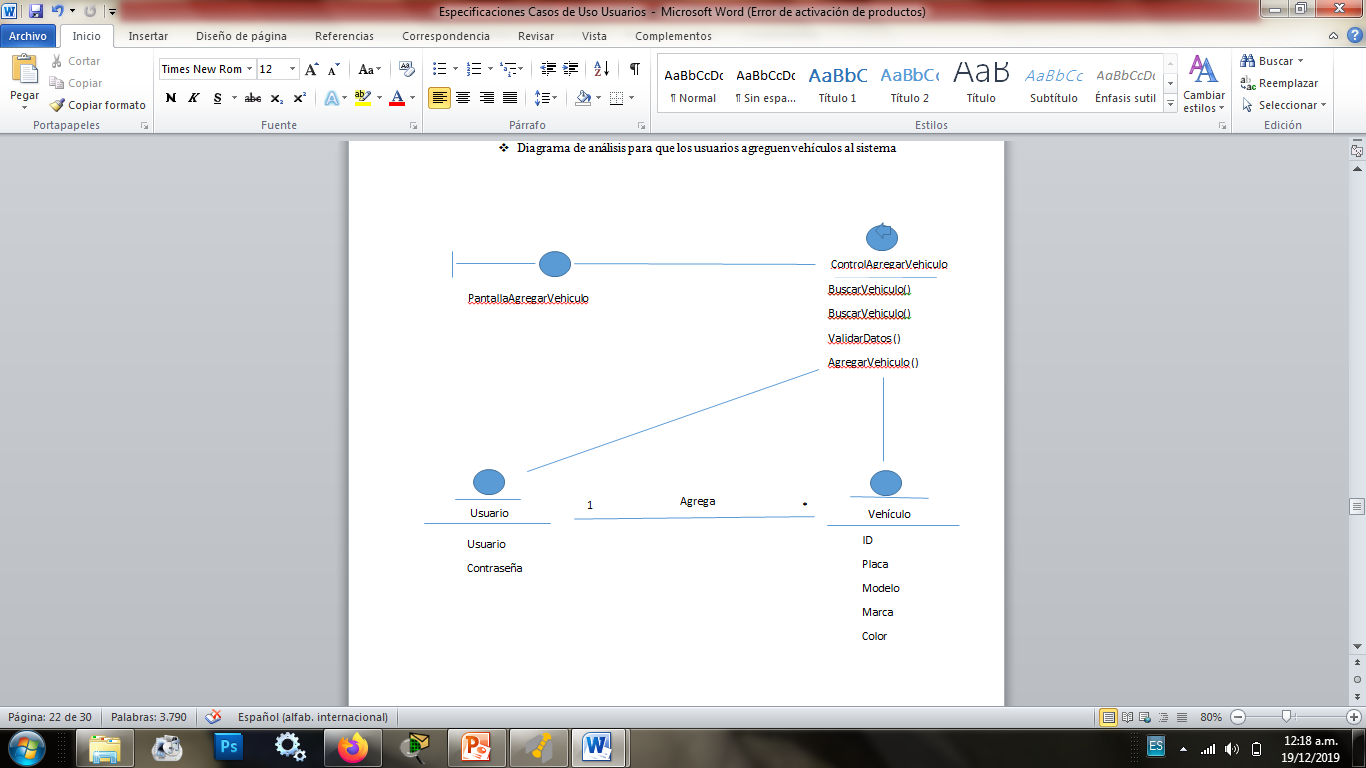 Especificaciones Casos de Uso Usuarios - Microsoft Word (Error de activación de productos)
Archivo Inicio Insertar Diseño de página Referencias Correspondencia Revisar Vista Complementos
Pegar
Cortar
Copiar
Copiar formato
Portapapeles
Times New Rom 12
Fuente
Párrafo
AaBbCcDc AaBbCcDc AaBbC AaBbCc AaB AaBbCc AaBbCcDc
¶ Normal ¶ Sin espa... Título 1 Título 2 Título Subtítulo Énfasis sutil
Cambiar
estilos
Estilos
Buscar
Reemplazar
Seleccionar
Edición
❖ Diagrama de análisis para que los usuarios agreguen vehículos al sistema
PantallaAgregarVehiculo
ControlAgregarVehiculo
BuscarVehiculo()
BuscarVehiculo()
ValidarDatos()
AgregarVehiculo()
Usuario
Usuario
Contraseña
1 Agrega *
Vehículo
ID
Placa
Modelo
Marca
Color
Página: 22 de 30 Palabras: 3.790 Español (alfab. internacional) 80%
Ps
ES
12:18 a.m.
19/12/2019